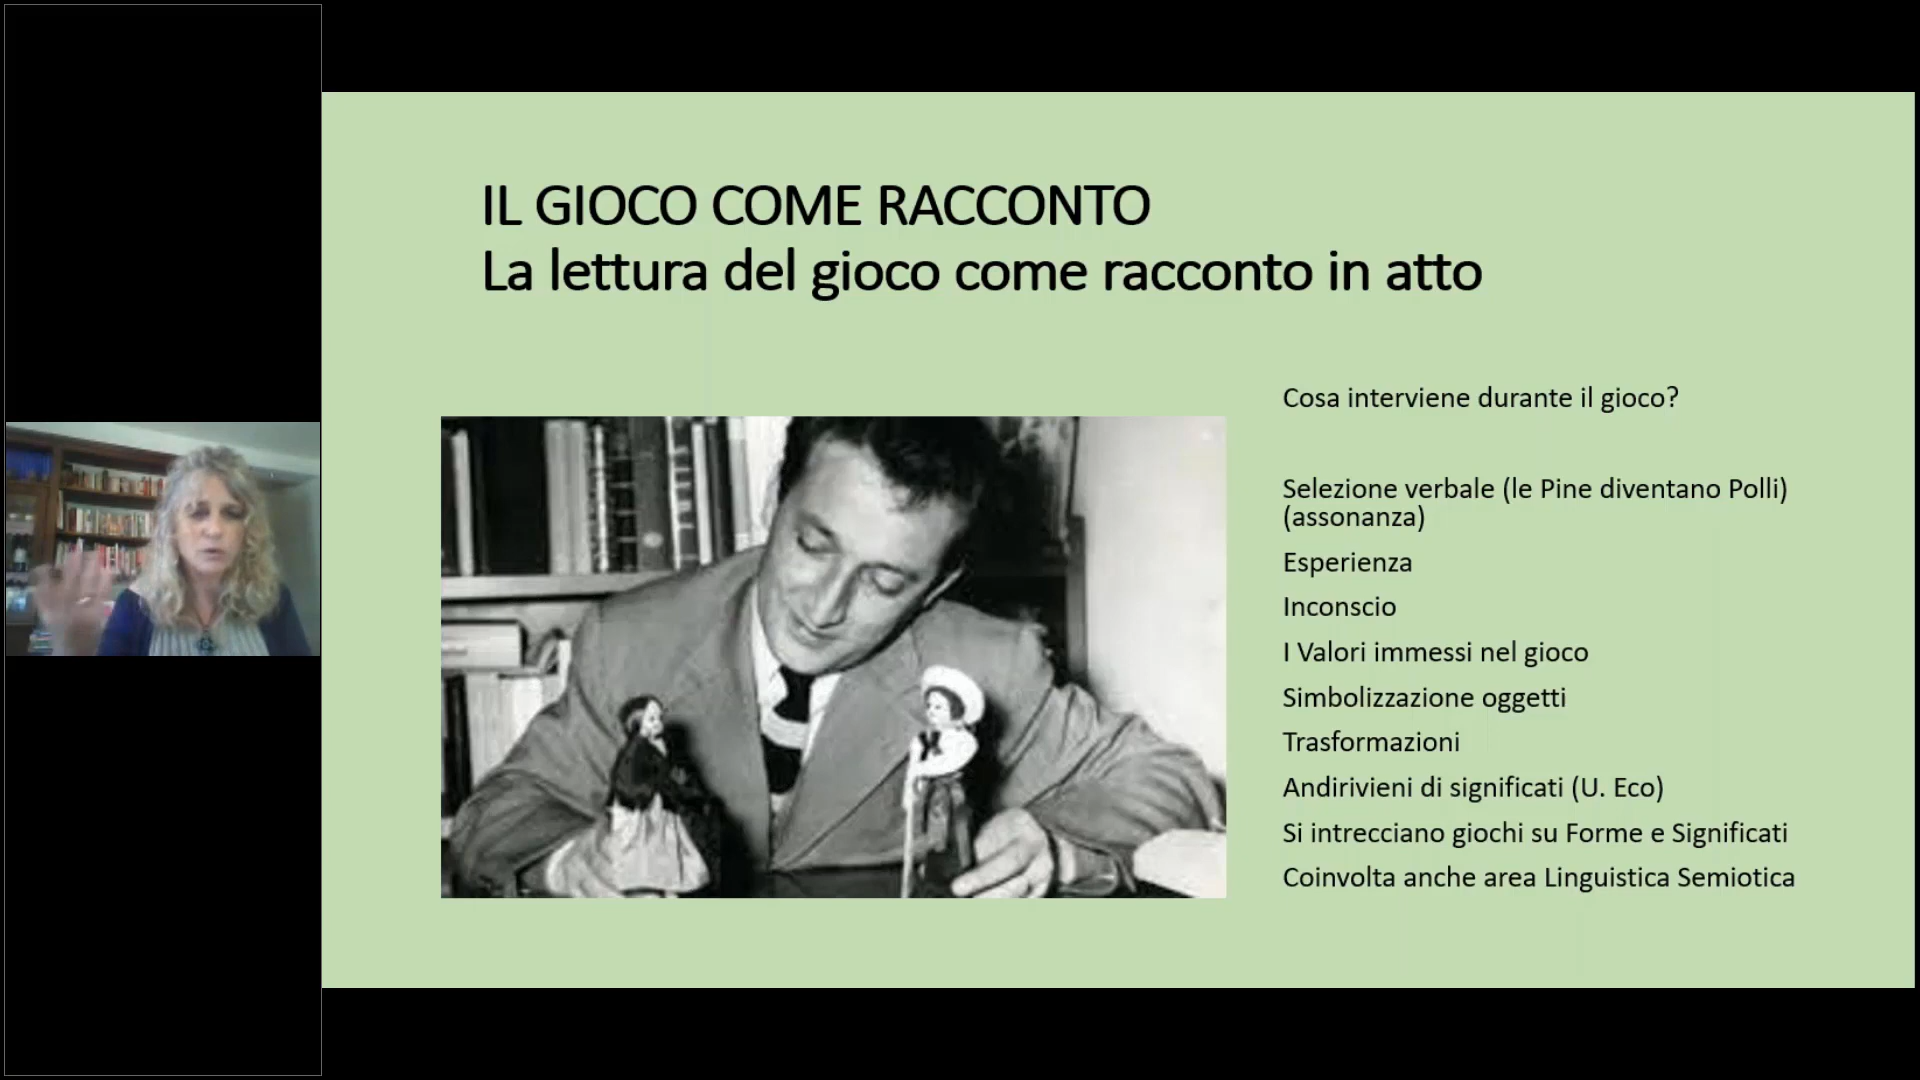 IL GIOCO COME RACCONTO
La lettura del gioco come racconto in atto
Cosa interviene durante il gioco?
Selezione verbale (le Pine diventano Polli)
(assonanza)
Esperienza
Inconscio
I Valori immessi nel gioco
Simbolizzazione oggetti
Trasformazioni
Andirivieni di significati (U. Eco)
Si intrecciano giochi su Forme e Significati
Coinvolta anche area Linguistica Semiotica